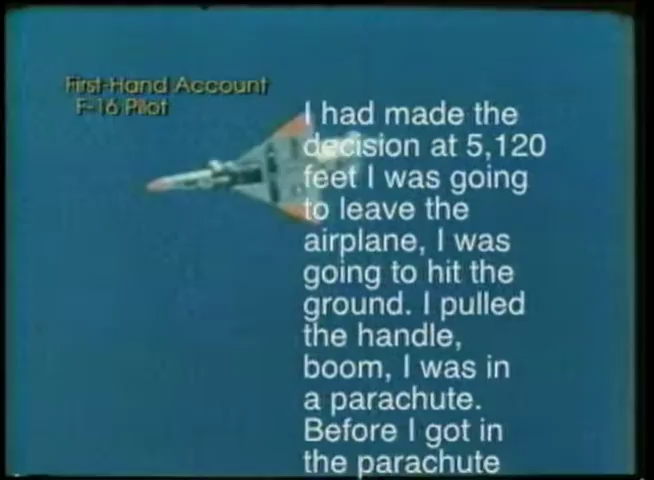 First-Hand Account
F-16 Pilot
I had made the
decision at 5,120
feet I was going
to leave the
airplane, I was
going to hit the
ground. I pulled
the handle,
boom, I was in
a parachute.
Before I got in
the parachute